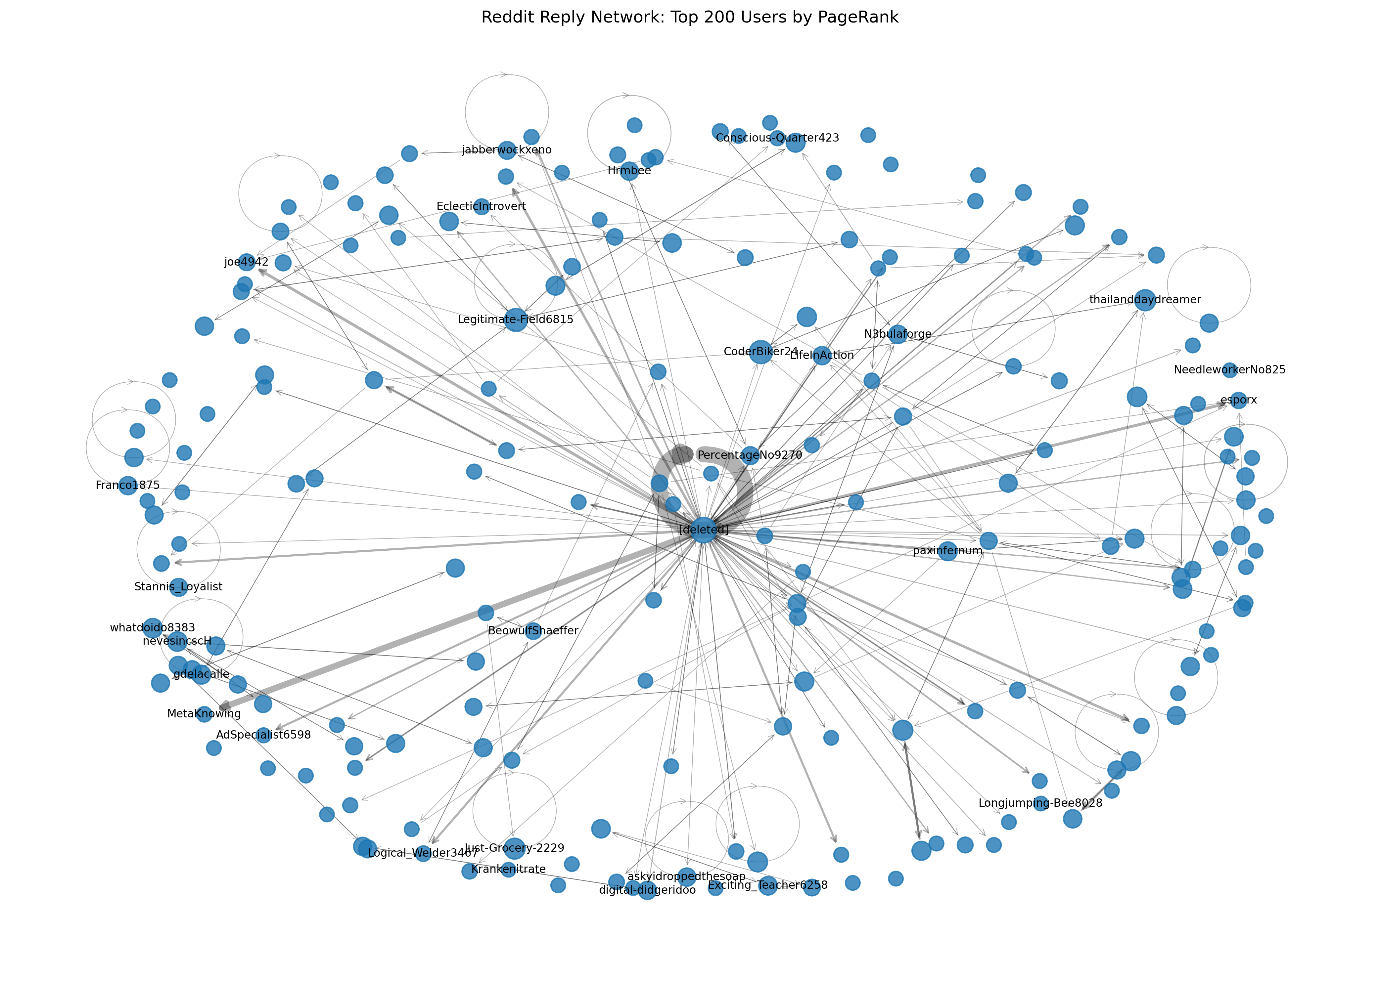 Reddit Reply Network: Top 200 Users by PageRank
Conscious-Quarter423
jabberwockxeno
Hrmbee
EclecticIntrovert
joe4942
thailanddaydreamer
Legitimate-Field6815
N3bulaforge
CoderBiker24
LifeInAction
NeedleworkerNo825
esporx
PercentageNo9270
Franco1875
[deleted]
paxinfernum
Stannis_Loyalist
whatdoido8383
BeowulfShaeffer
nevesincscH
gdelacalle
MetaKnowing
AdSpecialist6598
Longjumping-Bee8028
Just-Grocery-2229
Logical_Welder3467
Krankenitrate
askyidroppedthesoap
Exciting_Teacher6258
digital-didgeridoo